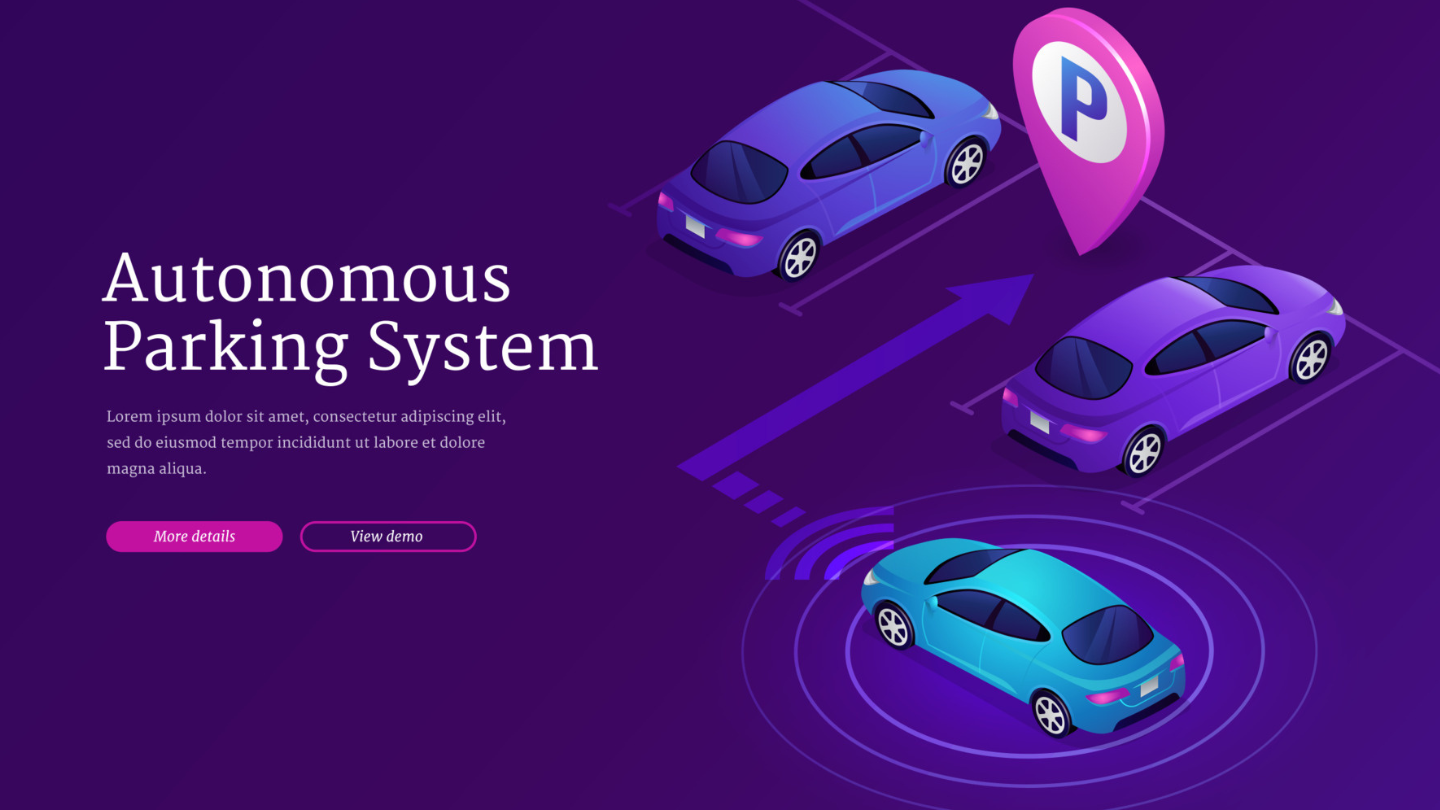 Autonomous
Parking System
Lorem ipsum dolor sit amet, consectetur adipiscing elit,
sed do eiusmod tempor incididunt ut labore et dolore
magna aliqua.
More details
View demo
P